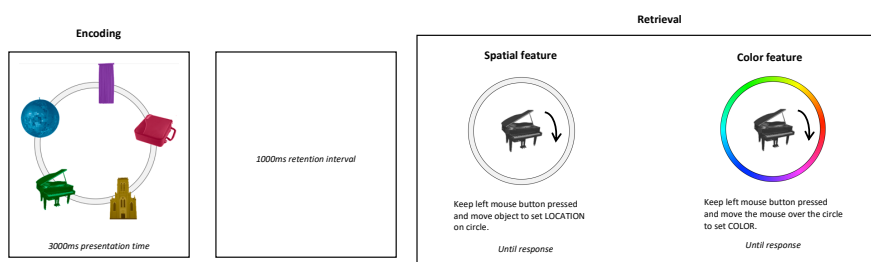 Retrieval
Encoding
Spatial feature
Color feature
1000ms retention interval
Keep left mouse button pressed
and move object to set LOCATION
on circle.
Keep left mouse button pressed
and move the mouse over the circle
to set COLOR.
3000ms presentation time
Until response
Until response